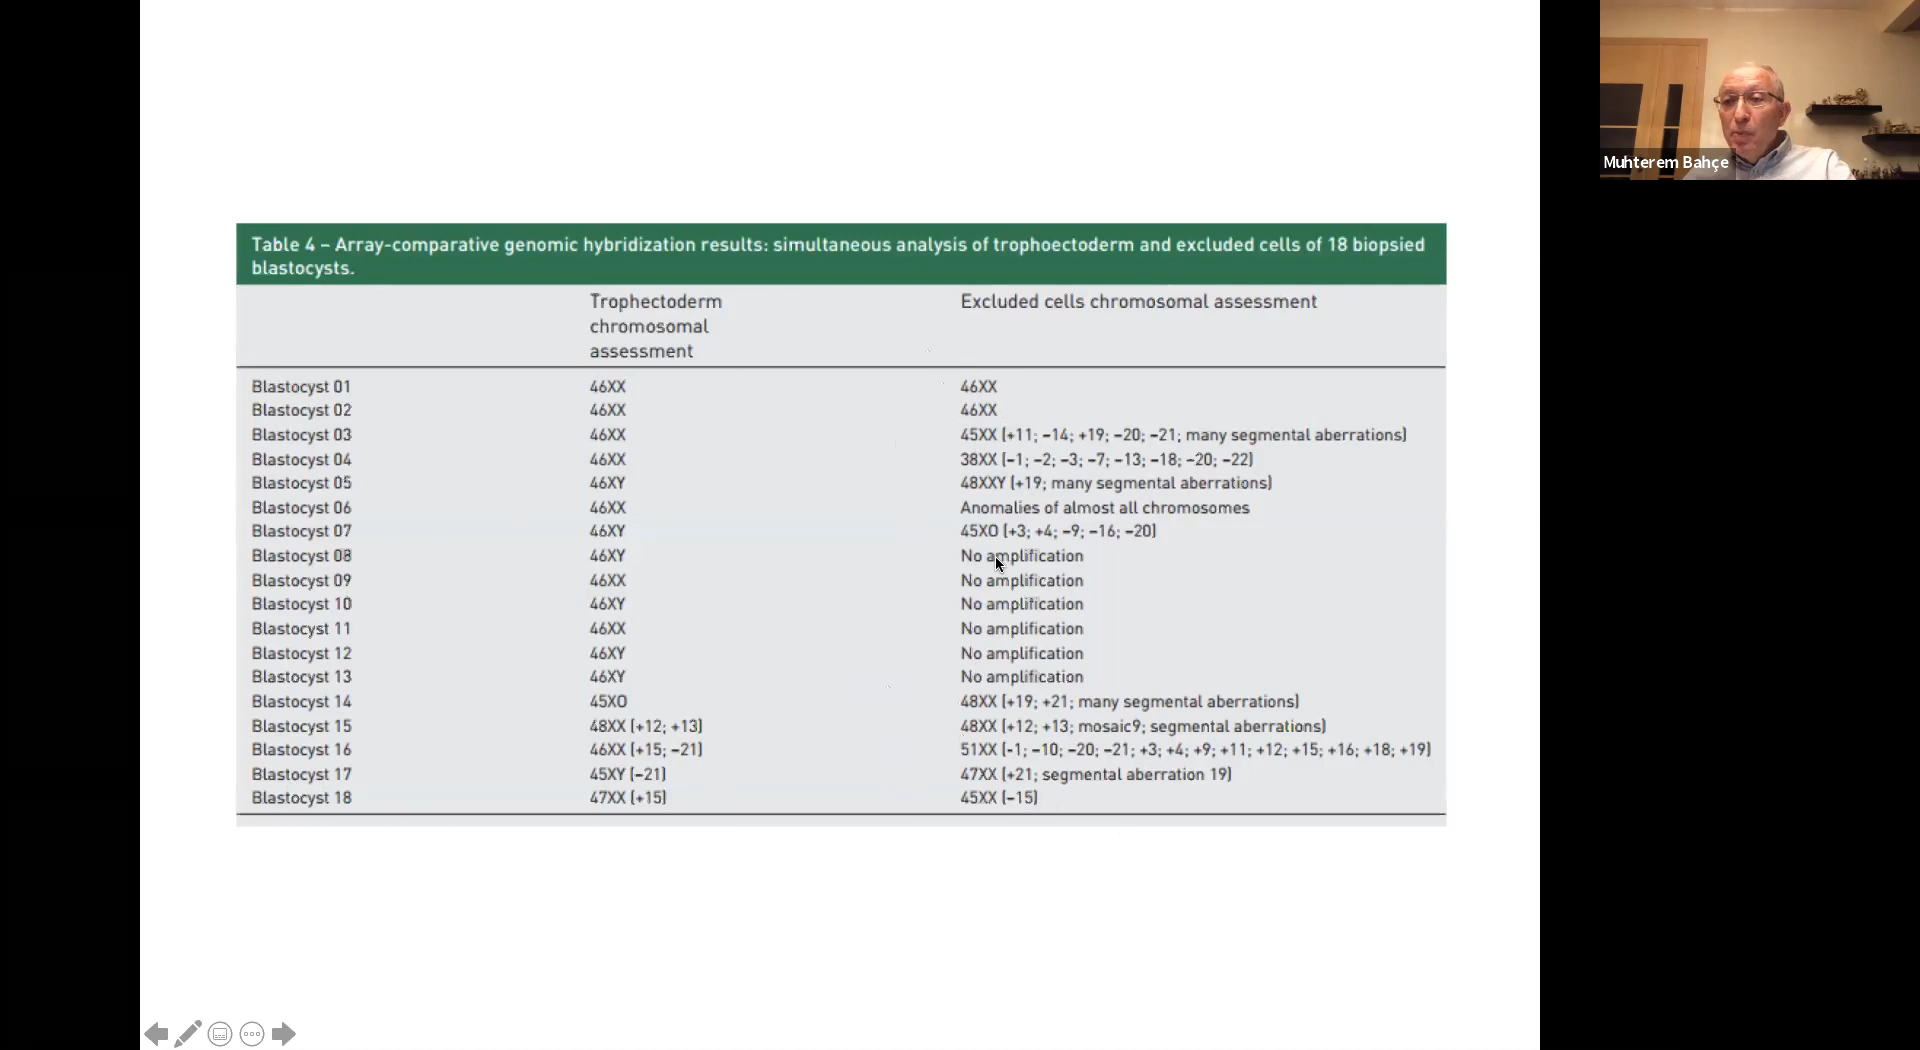 Table 4 – Array-comparative genomic hybridization results: simultaneous analysis of trophoectoderm and excluded cells of 18 biopsied
blastocysts.
Trophectoderm chromosomal assessment Excluded cells chromosomal assessment
Blastocyst 01 46XX 46XX
Blastocyst 02 46XX 46XX
Blastocyst 03 46XX 45XX (+11; −14; +19; −20; −21; many segmental aberrations)
Blastocyst 04 46XX 38XX (−1; −2; −3; −7; −13; −18; −20; −22)
Blastocyst 05 46XY 48XXY (+19; many segmental aberrations)
Blastocyst 06 46XX Anomalies of almost all chromosomes
Blastocyst 07 46XY 45XO (+3; +4; −9; −16; −20)
Blastocyst 08 46XY No amplification
Blastocyst 09 46XX No amplification
Blastocyst 10 46XY No amplification
Blastocyst 11 46XX No amplification
Blastocyst 12 46XY No amplification
Blastocyst 13 46XY No amplification
Blastocyst 14 45XO 48XX (+19; +21; many segmental aberrations)
Blastocyst 15 48XX (+12; +13) 48XX (+12; +13; mosaic9; segmental aberrations)
Blastocyst 16 46XX (+15; −21) 51XX (-1; −10; −20; −21; +3; +4; +9; +11; +12; +15; +16; +18; +19)
Blastocyst 17 45XY (−21) 47XX (+21; segmental aberration 19)
Blastocyst 18 47XX (+15) 45XX (−15)
Muhterem Bahçe